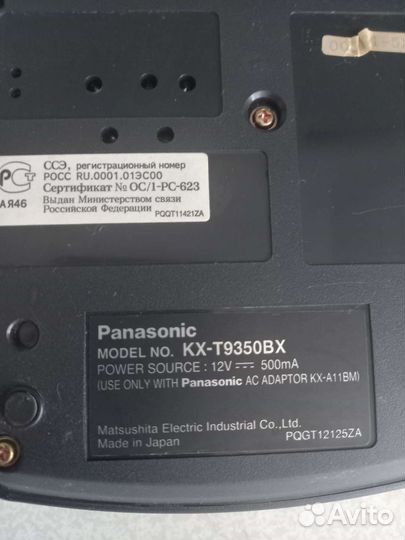 ССЭ, регистрационный номер
РОСС RU.0001.01ЭС00
Сертификат № ОС/1-РС-623
Выдан Министерством связи
Российской Федерации
PQQT11421ZA
АЯ46
Panasonic
MODEL NO. KX-T9350BX
POWER SOURCE : 12V ⎓ 500mA
(USE ONLY WITH Panasonic AC ADAPTOR KX-A11BM)
Matsushita Electric Industrial Co.,Ltd.
Made in Japan
PQGT12125ZA
Avito